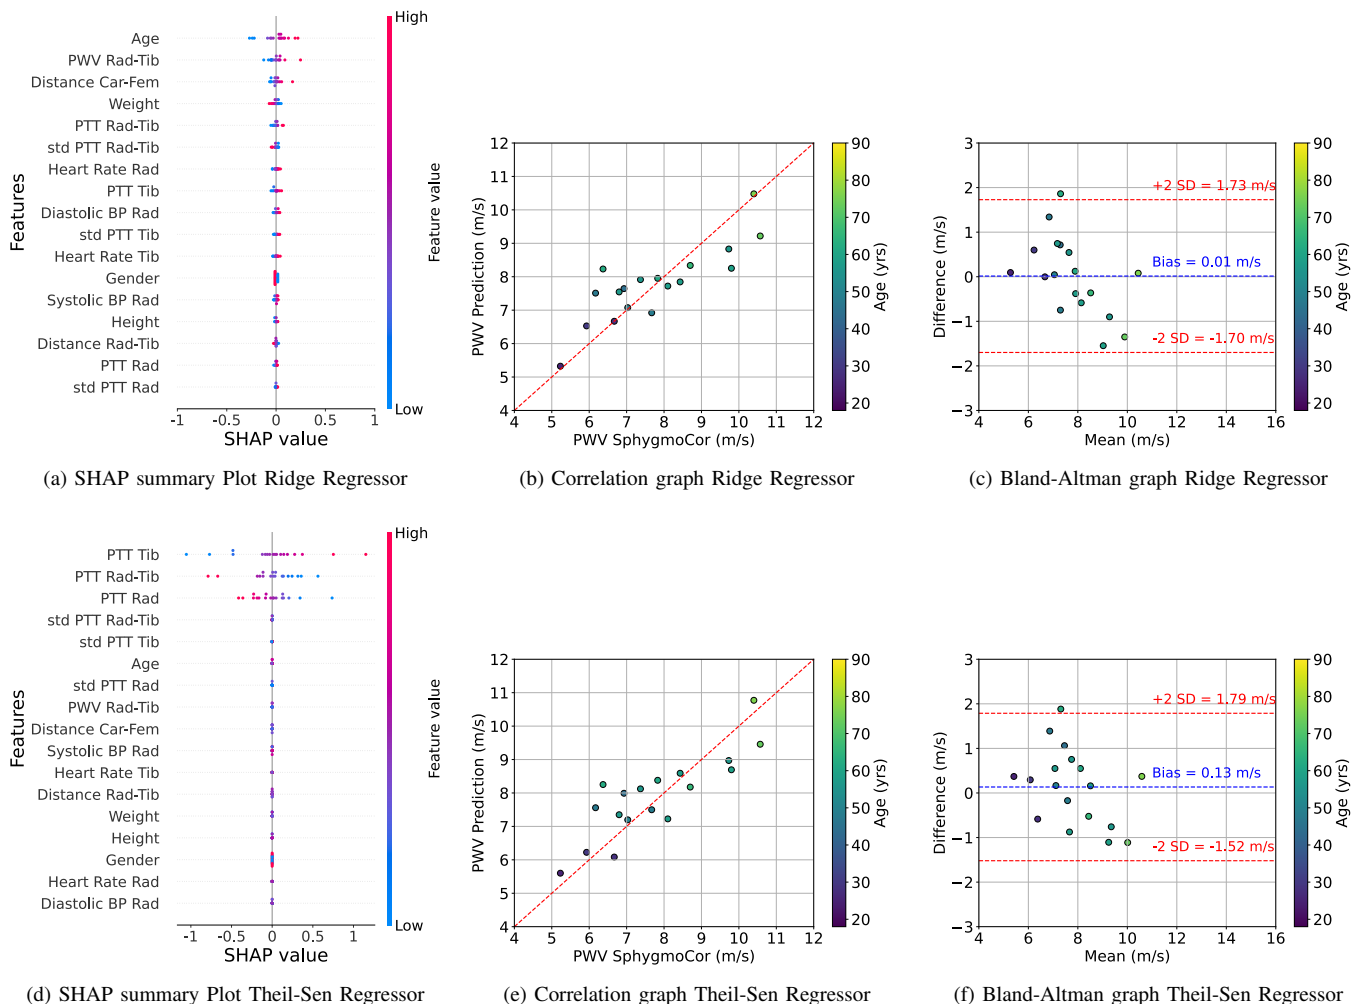 High
Age
PWV Rad-Tib
Distance Car-Fem
Weight
PTT Rad-Tib
std PTT Rad-Tib
Heart Rate Rad
PTT Tib
Diastolic BP Rad
std PTT Tib
Heart Rate Tib
Gender
Systolic BP Rad
Height
Distance Rad-Tib
PTT Rad
std PTT Rad
Features
Low
-1 -0.5 0 0.5 1
SHAP value
Feature value
(a) SHAP summary Plot Ridge Regressor
12
11
10
9
8
7
6
5
4
PWV Prediction (m/s)
4 5 6 7 8 9 10 11 12
PWV SphygmoCor (m/s)
90
80
70
60
50
40
30
20
Age (yrs)
(b) Correlation graph Ridge Regressor
3
2
1
0
−1
−2
−3
Difference (m/s)
+2 SD = 1.73 m/s
Bias = 0.01 m/s
-2 SD = -1.70 m/s
4 6 8 10 12 14 16
Mean (m/s)
90
80
70
60
50
40
30
20
Age (yrs)
(c) Bland-Altman graph Ridge Regressor
High
PTT Tib
PTT Rad-Tib
PTT Rad
std PTT Rad-Tib
std PTT Tib
Age
std PTT Rad
PWV Rad-Tib
Distance Car-Fem
Systolic BP Rad
Heart Rate Tib
Distance Rad-Tib
Weight
Height
Gender
Heart Rate Rad
Diastolic BP Rad
Features
Low
-1 -0.5 0 0.5 1
SHAP value
Feature value
(d) SHAP summary Plot Theil-Sen Regressor
12
11
10
9
8
7
6
5
4
PWV Prediction (m/s)
4 5 6 7 8 9 10 11 12
PWV SphygmoCor (m/s)
90
80
70
60
50
40
30
20
Age (yrs)
(e) Correlation graph Theil-Sen Regressor
3
2
1
0
−1
−2
−3
Difference (m/s)
+2 SD = 1.79 m/s
Bias = 0.13 m/s
-2 SD = -1.52 m/s
4 6 8 10 12 14 16
Mean (m/s)
90
80
70
60
50
40
30
20
Age (yrs)
(f) Bland-Altman graph Theil-Sen Regressor